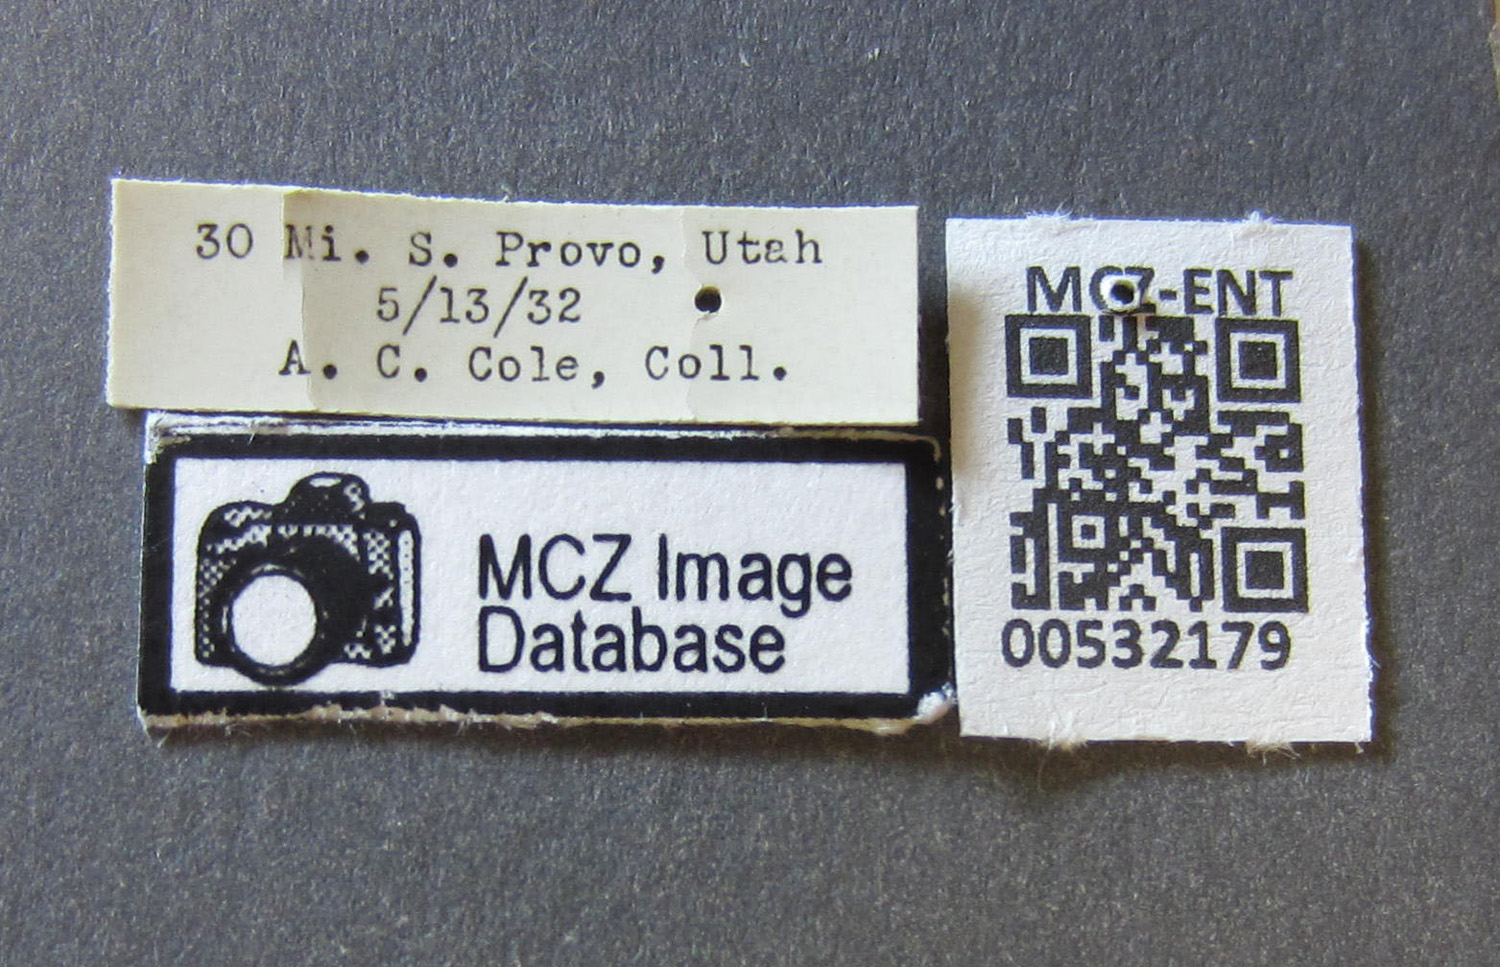 30 Mi. S. Provo, Utah
5/13/32
A. C. Cole, Coll.
MCZ Image
Database
MCZ-ENT
00532179